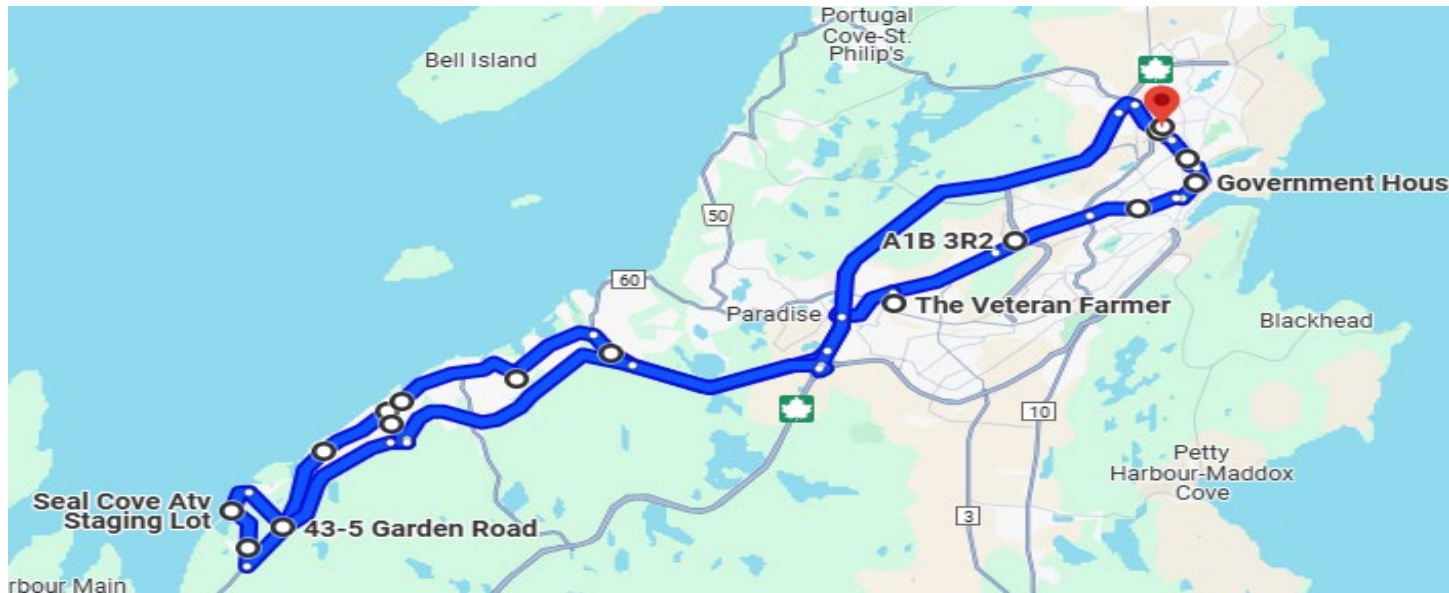 Portugal
Cove-St.
Philip's
Bell Island
50
Government Hous
A1B 3R2
60
The Veteran Farmer
Paradise
Blackhead
10
Petty
Harbour-Maddox
Cove
Seal Cove Atv
Staging Lot
43-5 Garden Road
3
rbour Main